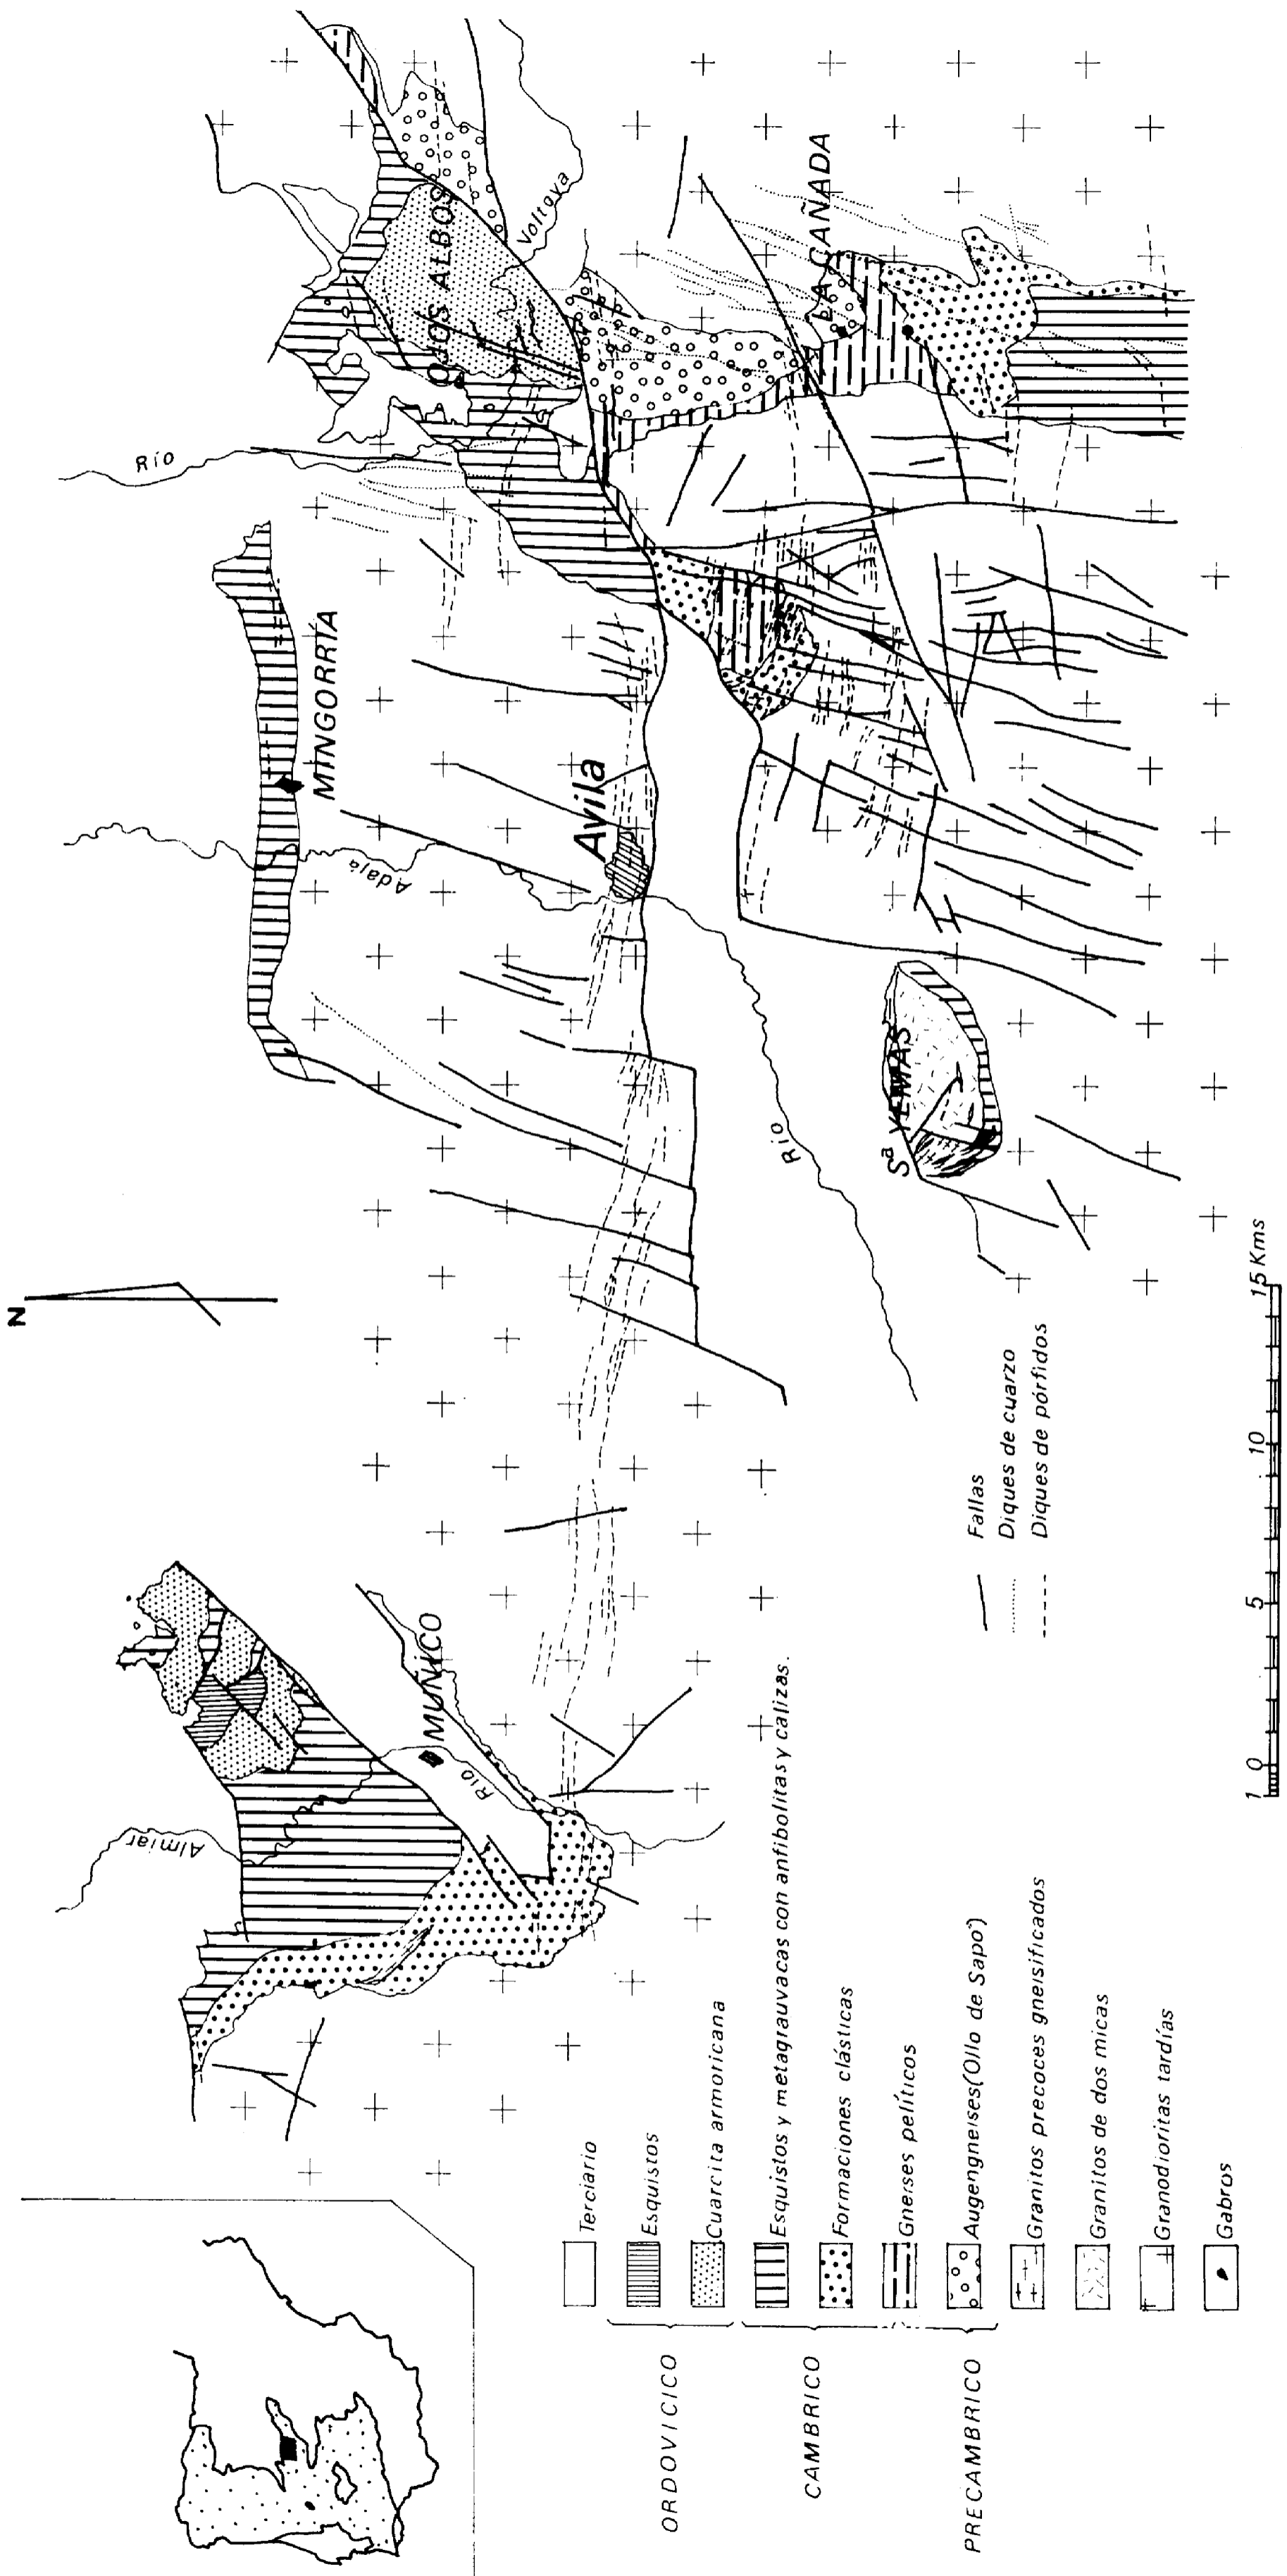 N
OJOS ALBOS
Voltoya
Río
MINGORRÍA
Adaja
Avila
LA CAÑADA
Sª YEMAS
Río
MUÑICO
Río
Almiar
Fallas
Diques de cuarzo
Diques de pórfidos
1 0 5 10 15 Kms
Terciario
ORDOVICICO
Esquistos
Cuarcita armoricana
CAMBRICO
Esquistos y metagrauvacas con anfibolitas y calizas.
Formaciones clásticas
Gneises pelíticos
PRECAMBRICO
Augengneises (Ollo de Sapo)
Granitos precoces gneisificados
Granitos de dos micas
Granodioritas tardías
Gabros